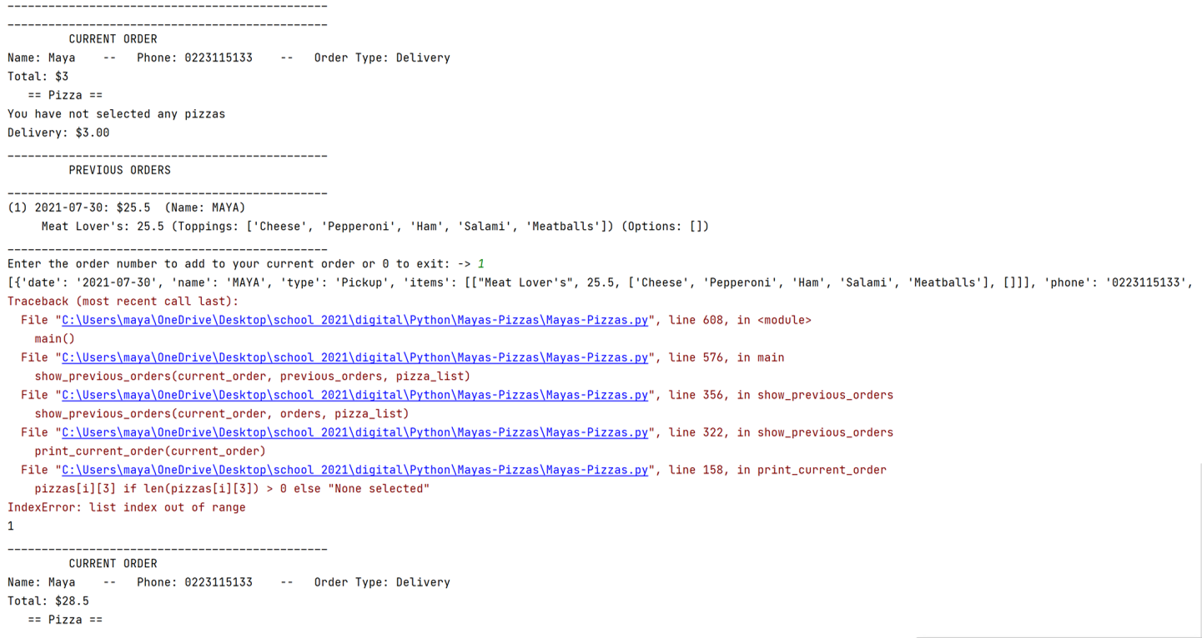 -----------------------------------------------
-----------------------------------------------
CURRENT ORDER
Name: Maya    --   Phone: 0223115133    --   Order Type: Delivery
Total: $3
== Pizza ==
You have not selected any pizzas
Delivery: $3.00
-----------------------------------------------
PREVIOUS ORDERS
-----------------------------------------------
(1) 2021-07-30: $25.5  (Name: MAYA)
Meat Lover's: 25.5 (Toppings: ['Cheese', 'Pepperoni', 'Ham', 'Salami', 'Meatballs']) (Options: [])
-----------------------------------------------
Enter the order number to add to your current order or 0 to exit: -> 1
[{'date': '2021-07-30', 'name': 'MAYA', 'type': 'Pickup', 'items': [["Meat Lover's", 25.5, ['Cheese', 'Pepperoni', 'Ham', 'Salami', 'Meatballs'], []]], 'phone': '0223115133',
Traceback (most recent call last):
File "C:\Users\maya\OneDrive\Desktop\school 2021\digital\Python\Mayas-Pizzas\Mayas-Pizzas.py", line 608, in <module>
main()
File "C:\Users\maya\OneDrive\Desktop\school 2021\digital\Python\Mayas-Pizzas\Mayas-Pizzas.py", line 576, in main
show_previous_orders(current_order, previous_orders, pizza_list)
File "C:\Users\maya\OneDrive\Desktop\school 2021\digital\Python\Mayas-Pizzas\Mayas-Pizzas.py", line 356, in show_previous_orders
show_previous_orders(current_order, orders, pizza_list)
File "C:\Users\maya\OneDrive\Desktop\school 2021\digital\Python\Mayas-Pizzas\Mayas-Pizzas.py", line 322, in show_previous_orders
print_current_order(current_order)
File "C:\Users\maya\OneDrive\Desktop\school 2021\digital\Python\Mayas-Pizzas\Mayas-Pizzas.py", line 158, in print_current_order
pizzas[i][3] if len(pizzas[i][3]) > 0 else "None selected"
IndexError: list index out of range
1
-----------------------------------------------
CURRENT ORDER
Name: Maya    --   Phone: 0223115133    --   Order Type: Delivery
Total: $28.5
== Pizza ==